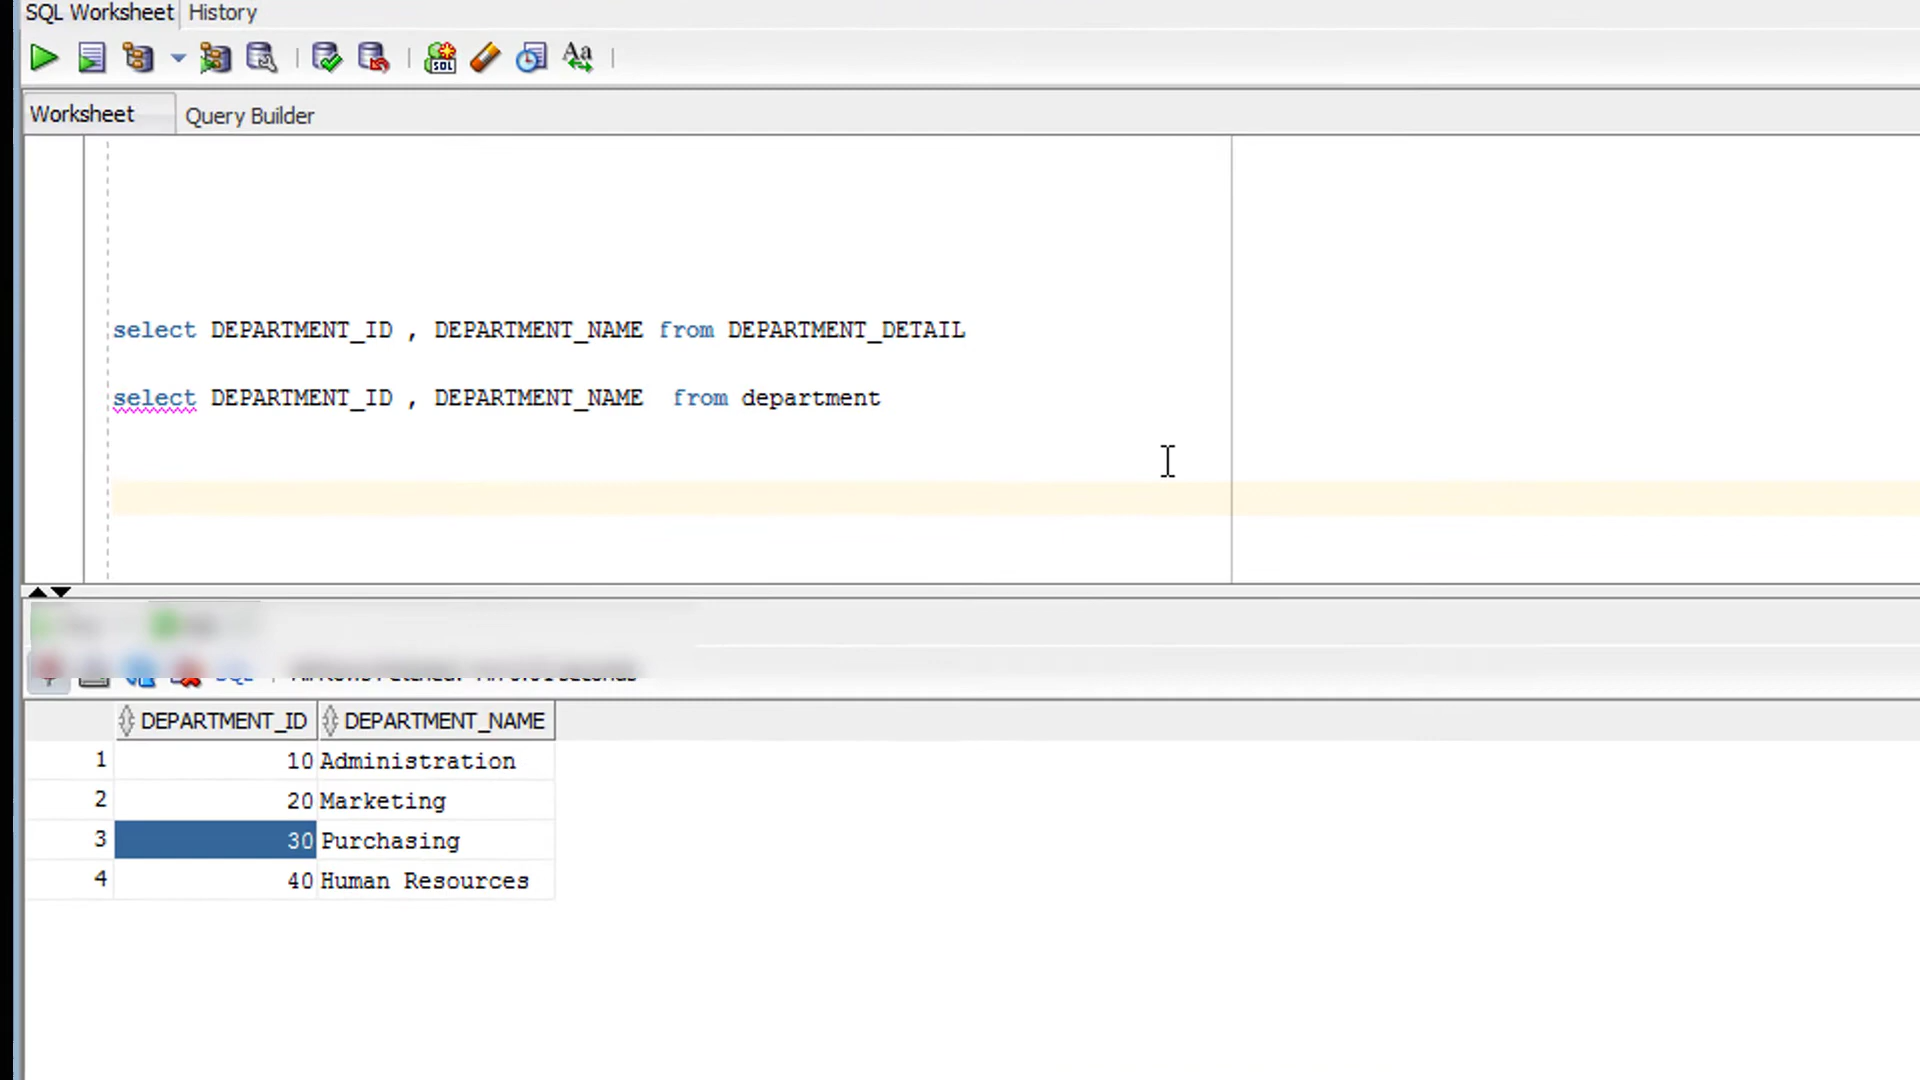 SQL Worksheet History
SQL
Worksheet Query Builder
select DEPARTMENT_ID , DEPARTMENT_NAME from DEPARTMENT_DETAIL
select DEPARTMENT_ID , DEPARTMENT_NAME  from department
DEPARTMENT_ID DEPARTMENT_NAME
1 10 Administration
2 20 Marketing
3 30 Purchasing
4 40 Human Resources